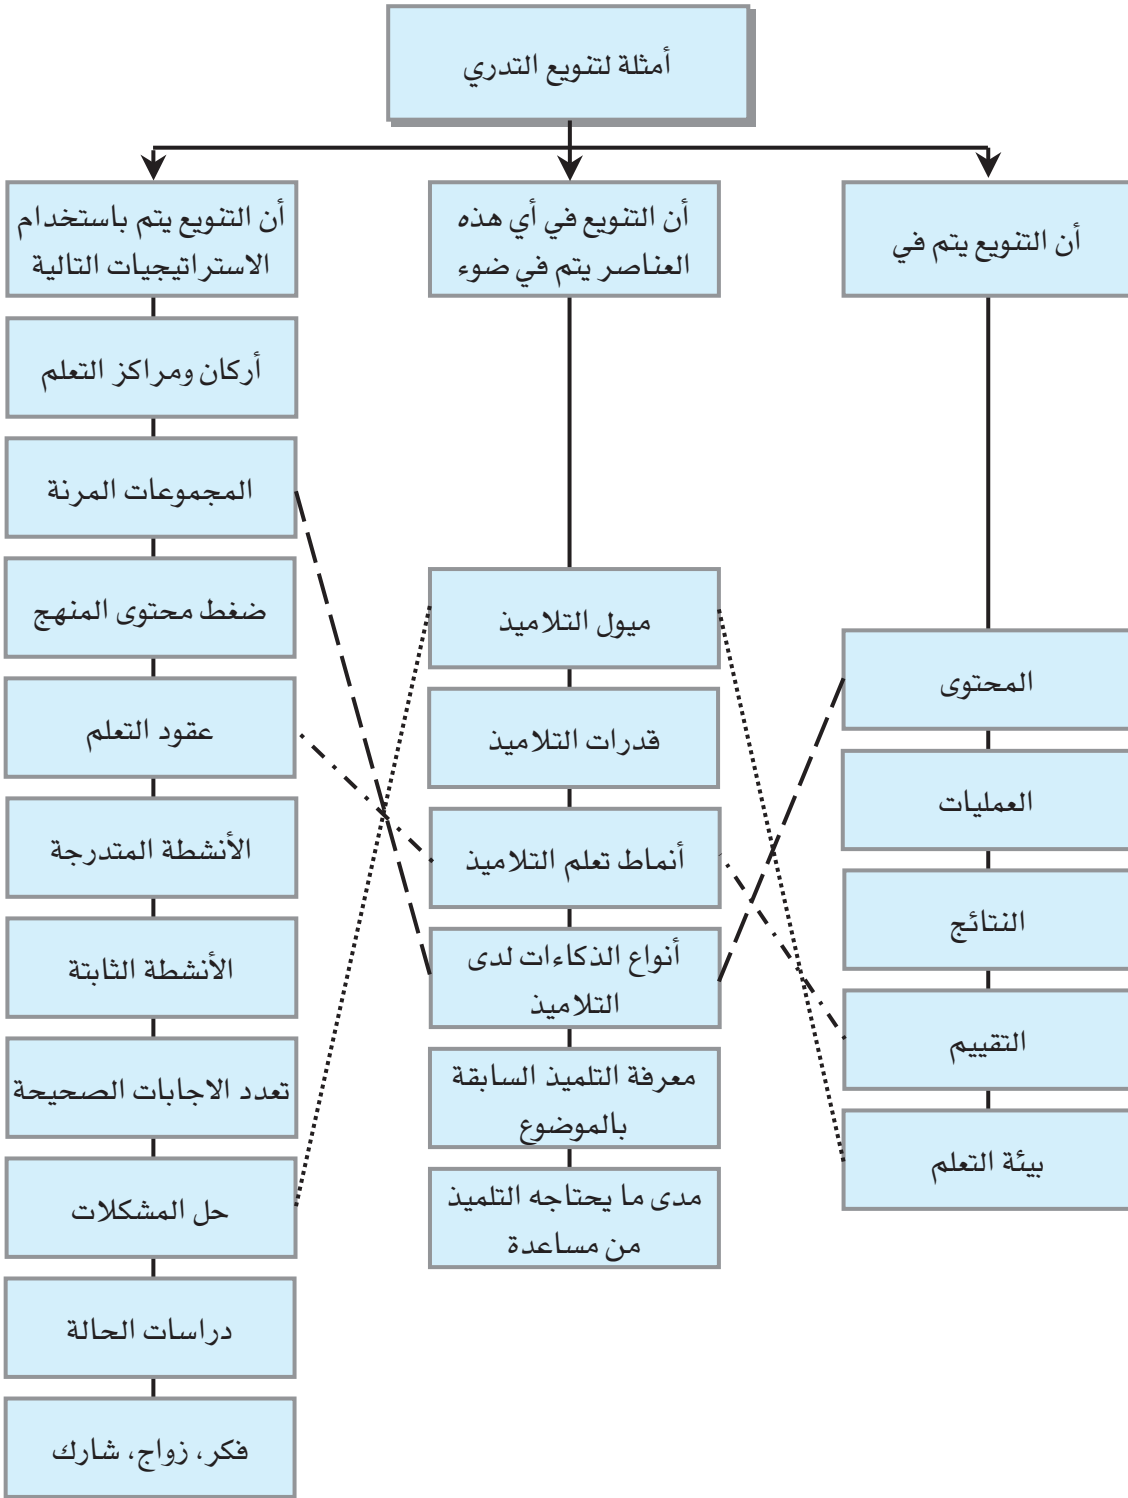 أمثلة لتنويع التدري
أن التنويع يتم في
المحتوى
العمليات
النتائج
التقييم
بيئة التعلم
أن التنويع في أي هذه
العناصر يتم في ضوء
ميول التلاميذ
قدرات التلاميذ
أنماط تعلم التلاميذ
أنواع الذكاءات لدى
التلاميذ
معرفة التلميذ السابقة
بالموضوع
مدى ما يحتاجه التلميذ
من مساعدة
أن التنويع يتم باستخدام
الاستراتيجيات التالية
أركان ومراكز التعلم
المجموعات المرنة
ضغط محتوى المنهج
عقود التعلم
الأنشطة المتدرجة
الأنشطة الثابتة
تعدد الاجابات الصحيحة
حل المشكلات
دراسات الحالة
فكر، زواج، شارك